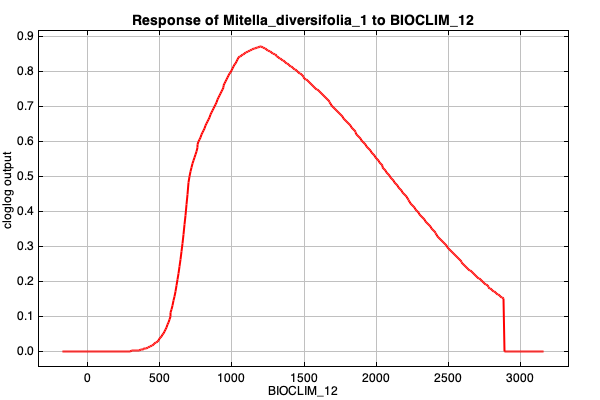 Response of Mitella_diversifolia_1 to BIOCLIM_12
0.9
0.8
0.7
0.6
0.5
0.4
0.3
0.2
0.1
0.0
cloglog output
0 500 1000 1500 2000 2500 3000
BIOCLIM_12